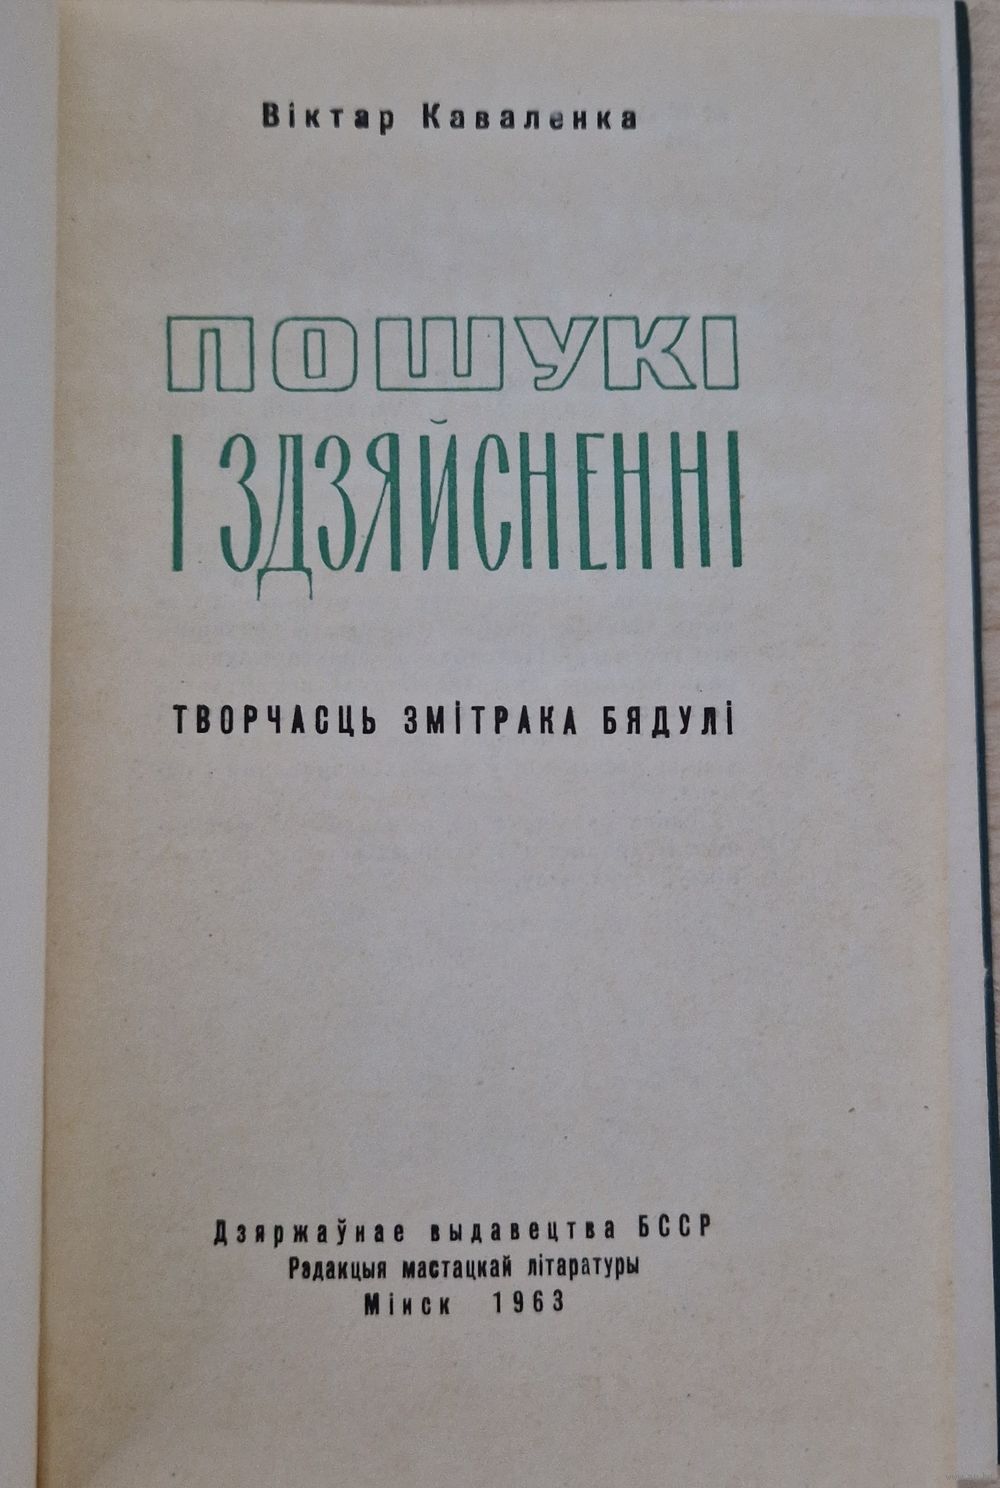 Віктар Каваленка
ПОШУКІ
І ЗДЗЯЙСНЕННІ
ТВОРЧАСЦЬ ЗМІТРАКА БЯДУЛІ
Дзяржаўнае выдавецтва БССР
Рэдакцыя мастацкай літаратуры
Мінск 1963